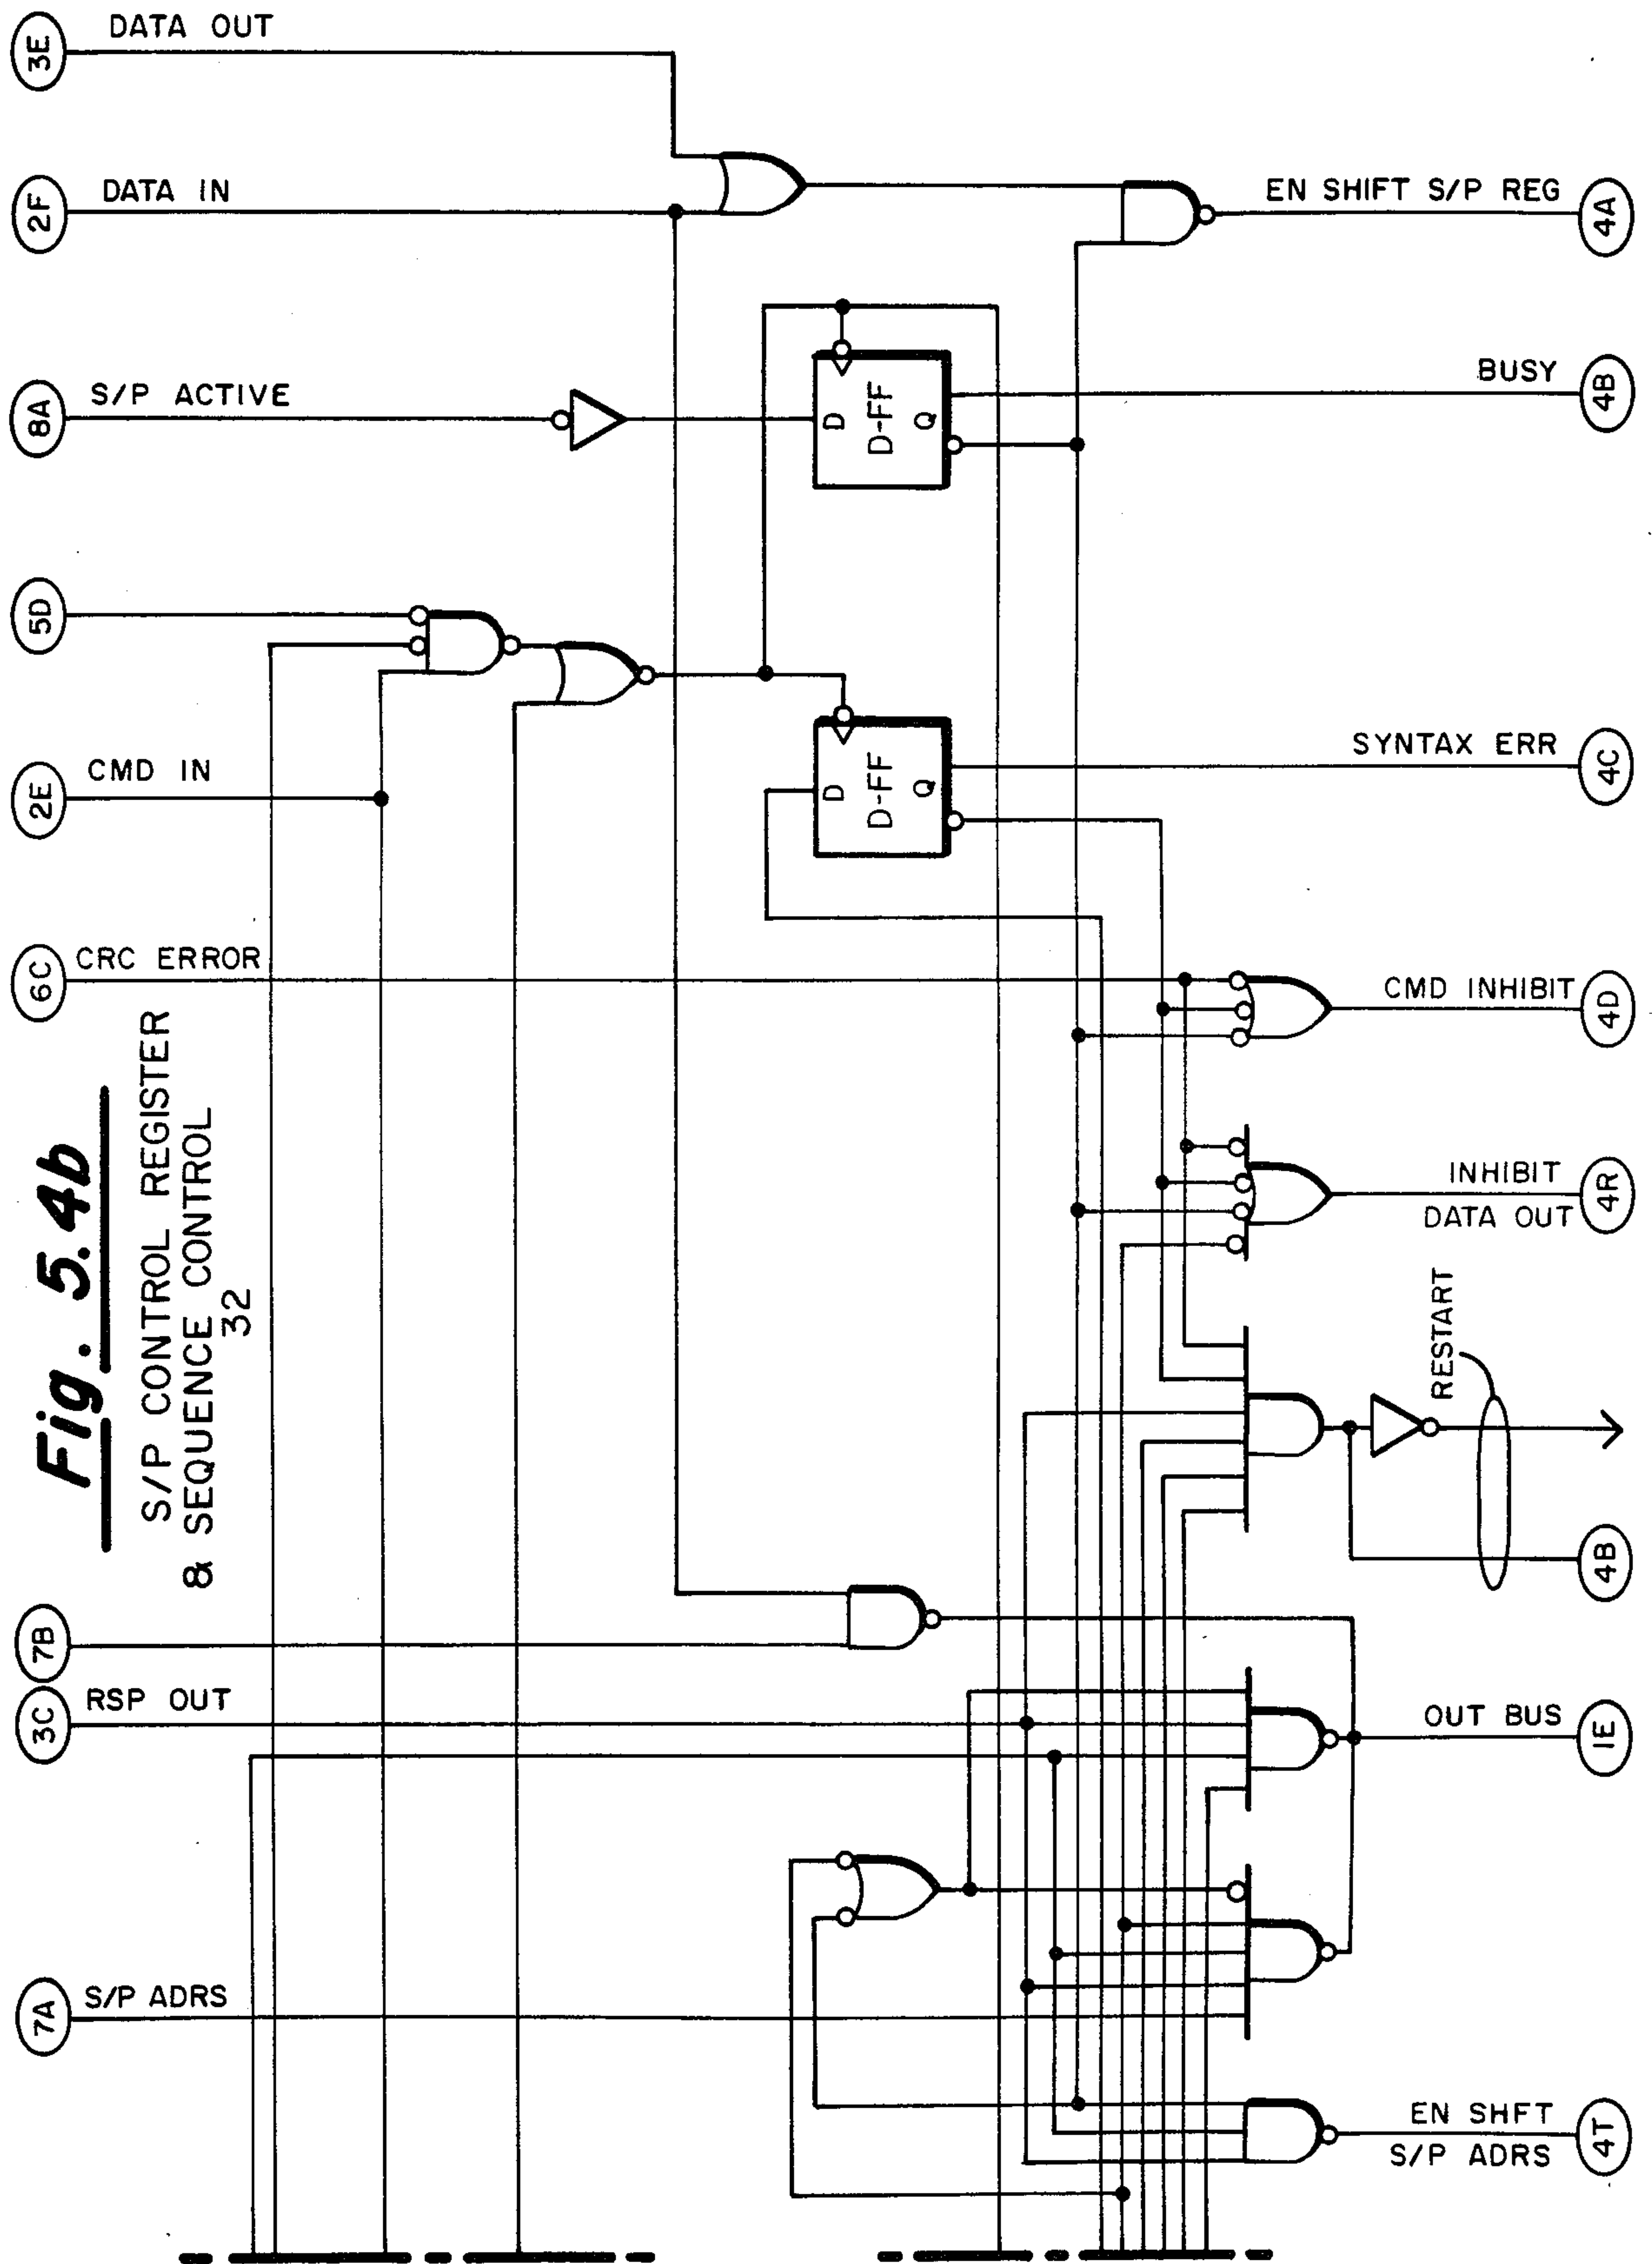 3E DATA OUT
2F DATA IN
EN SHIFT S/P REG 4A
8A S/P ACTIVE
D D-FF Q
BUSY 4B
5D
2E CMD IN
D D-FF Q
SYNTAX ERR 4C
6C CRC ERROR
CMD INHIBIT 4D
Fig. 5.4b
S/P CONTROL REGISTER
& SEQUENCE CONTROL
32
INHIBIT
DATA OUT 4R
RESTART
4B
7B
3C RSP OUT
OUT BUS 1E
7A S/P ADRS
EN SHFT
S/P ADRS 4T